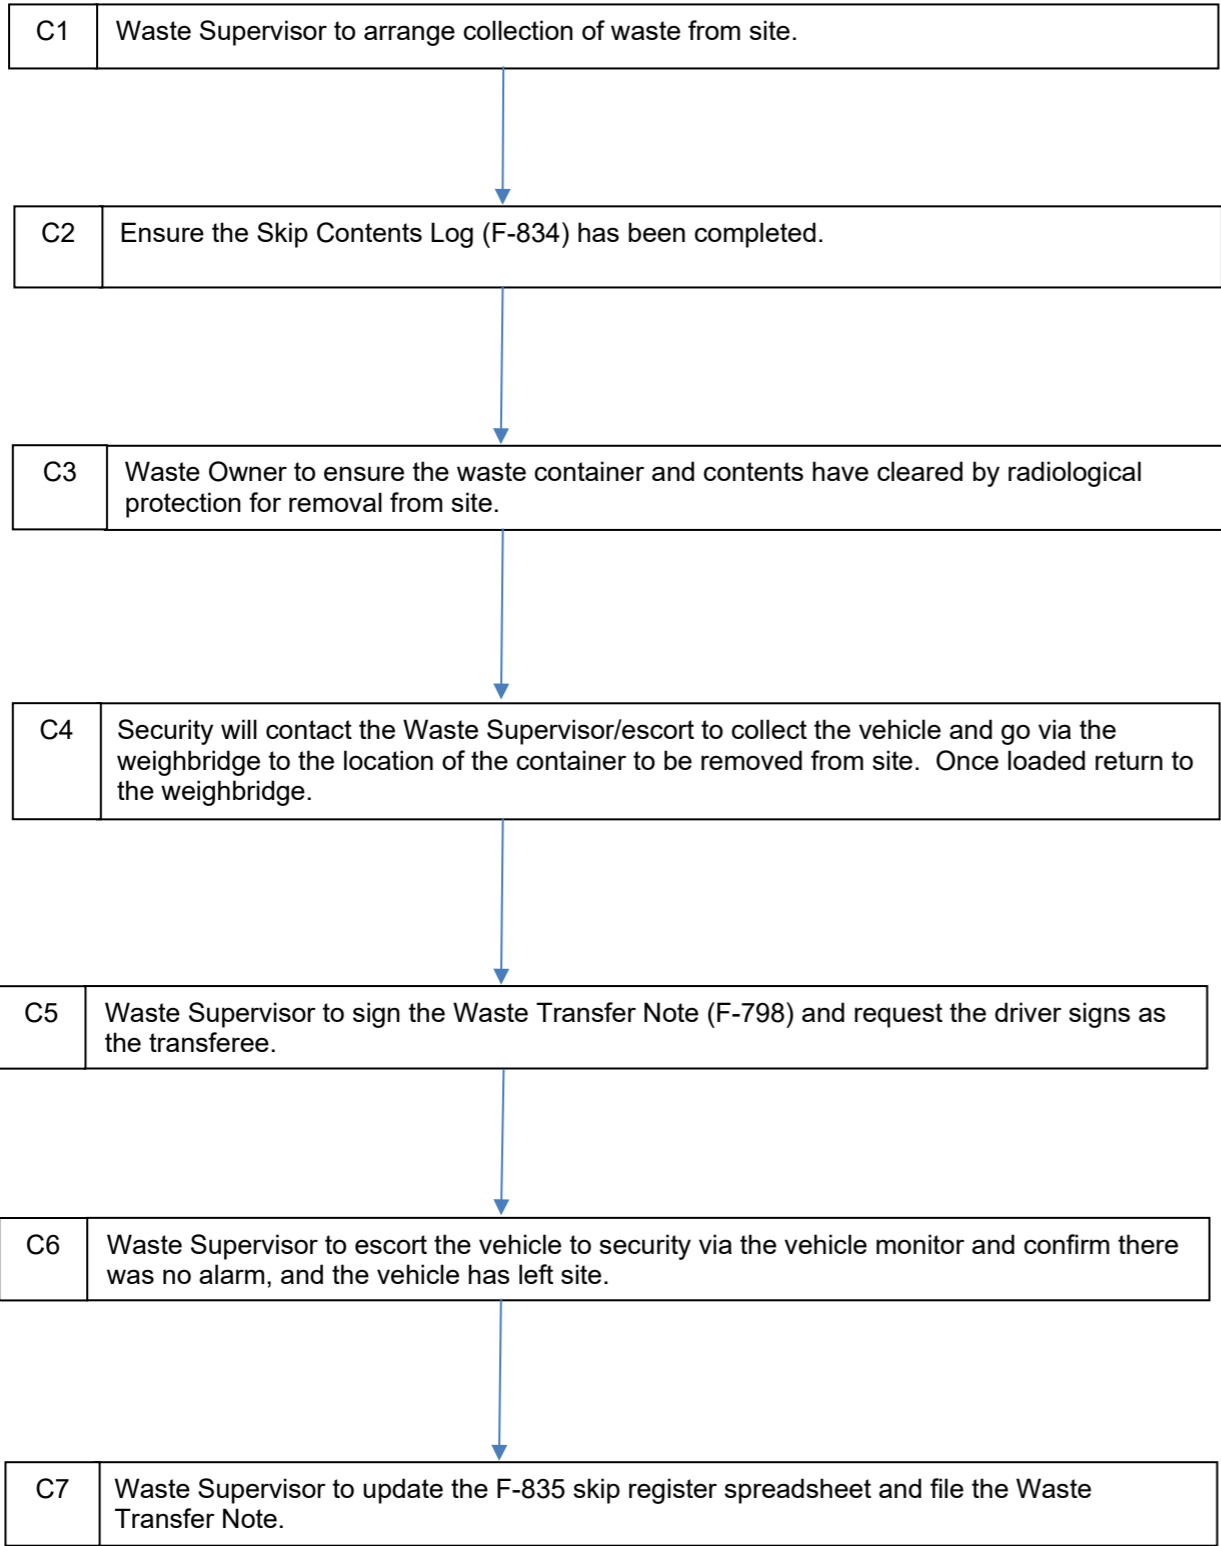 C1 Waste Supervisor to arrange collection of waste from site.
C2 Ensure the Skip Contents Log (F-834) has been completed.
C3 Waste Owner to ensure the waste container and contents have cleared by radiological
protection for removal from site.
C4 Security will contact the Waste Supervisor/escort to collect the vehicle and go via the
weighbridge to the location of the container to be removed from site.  Once loaded return to
the weighbridge.
C5 Waste Supervisor to sign the Waste Transfer Note (F-798) and request the driver signs as
the transferee.
C6 Waste Supervisor to escort the vehicle to security via the vehicle monitor and confirm there
was no alarm, and the vehicle has left site.
C7 Waste Supervisor to update the F-835 skip register spreadsheet and file the Waste
Transfer Note.